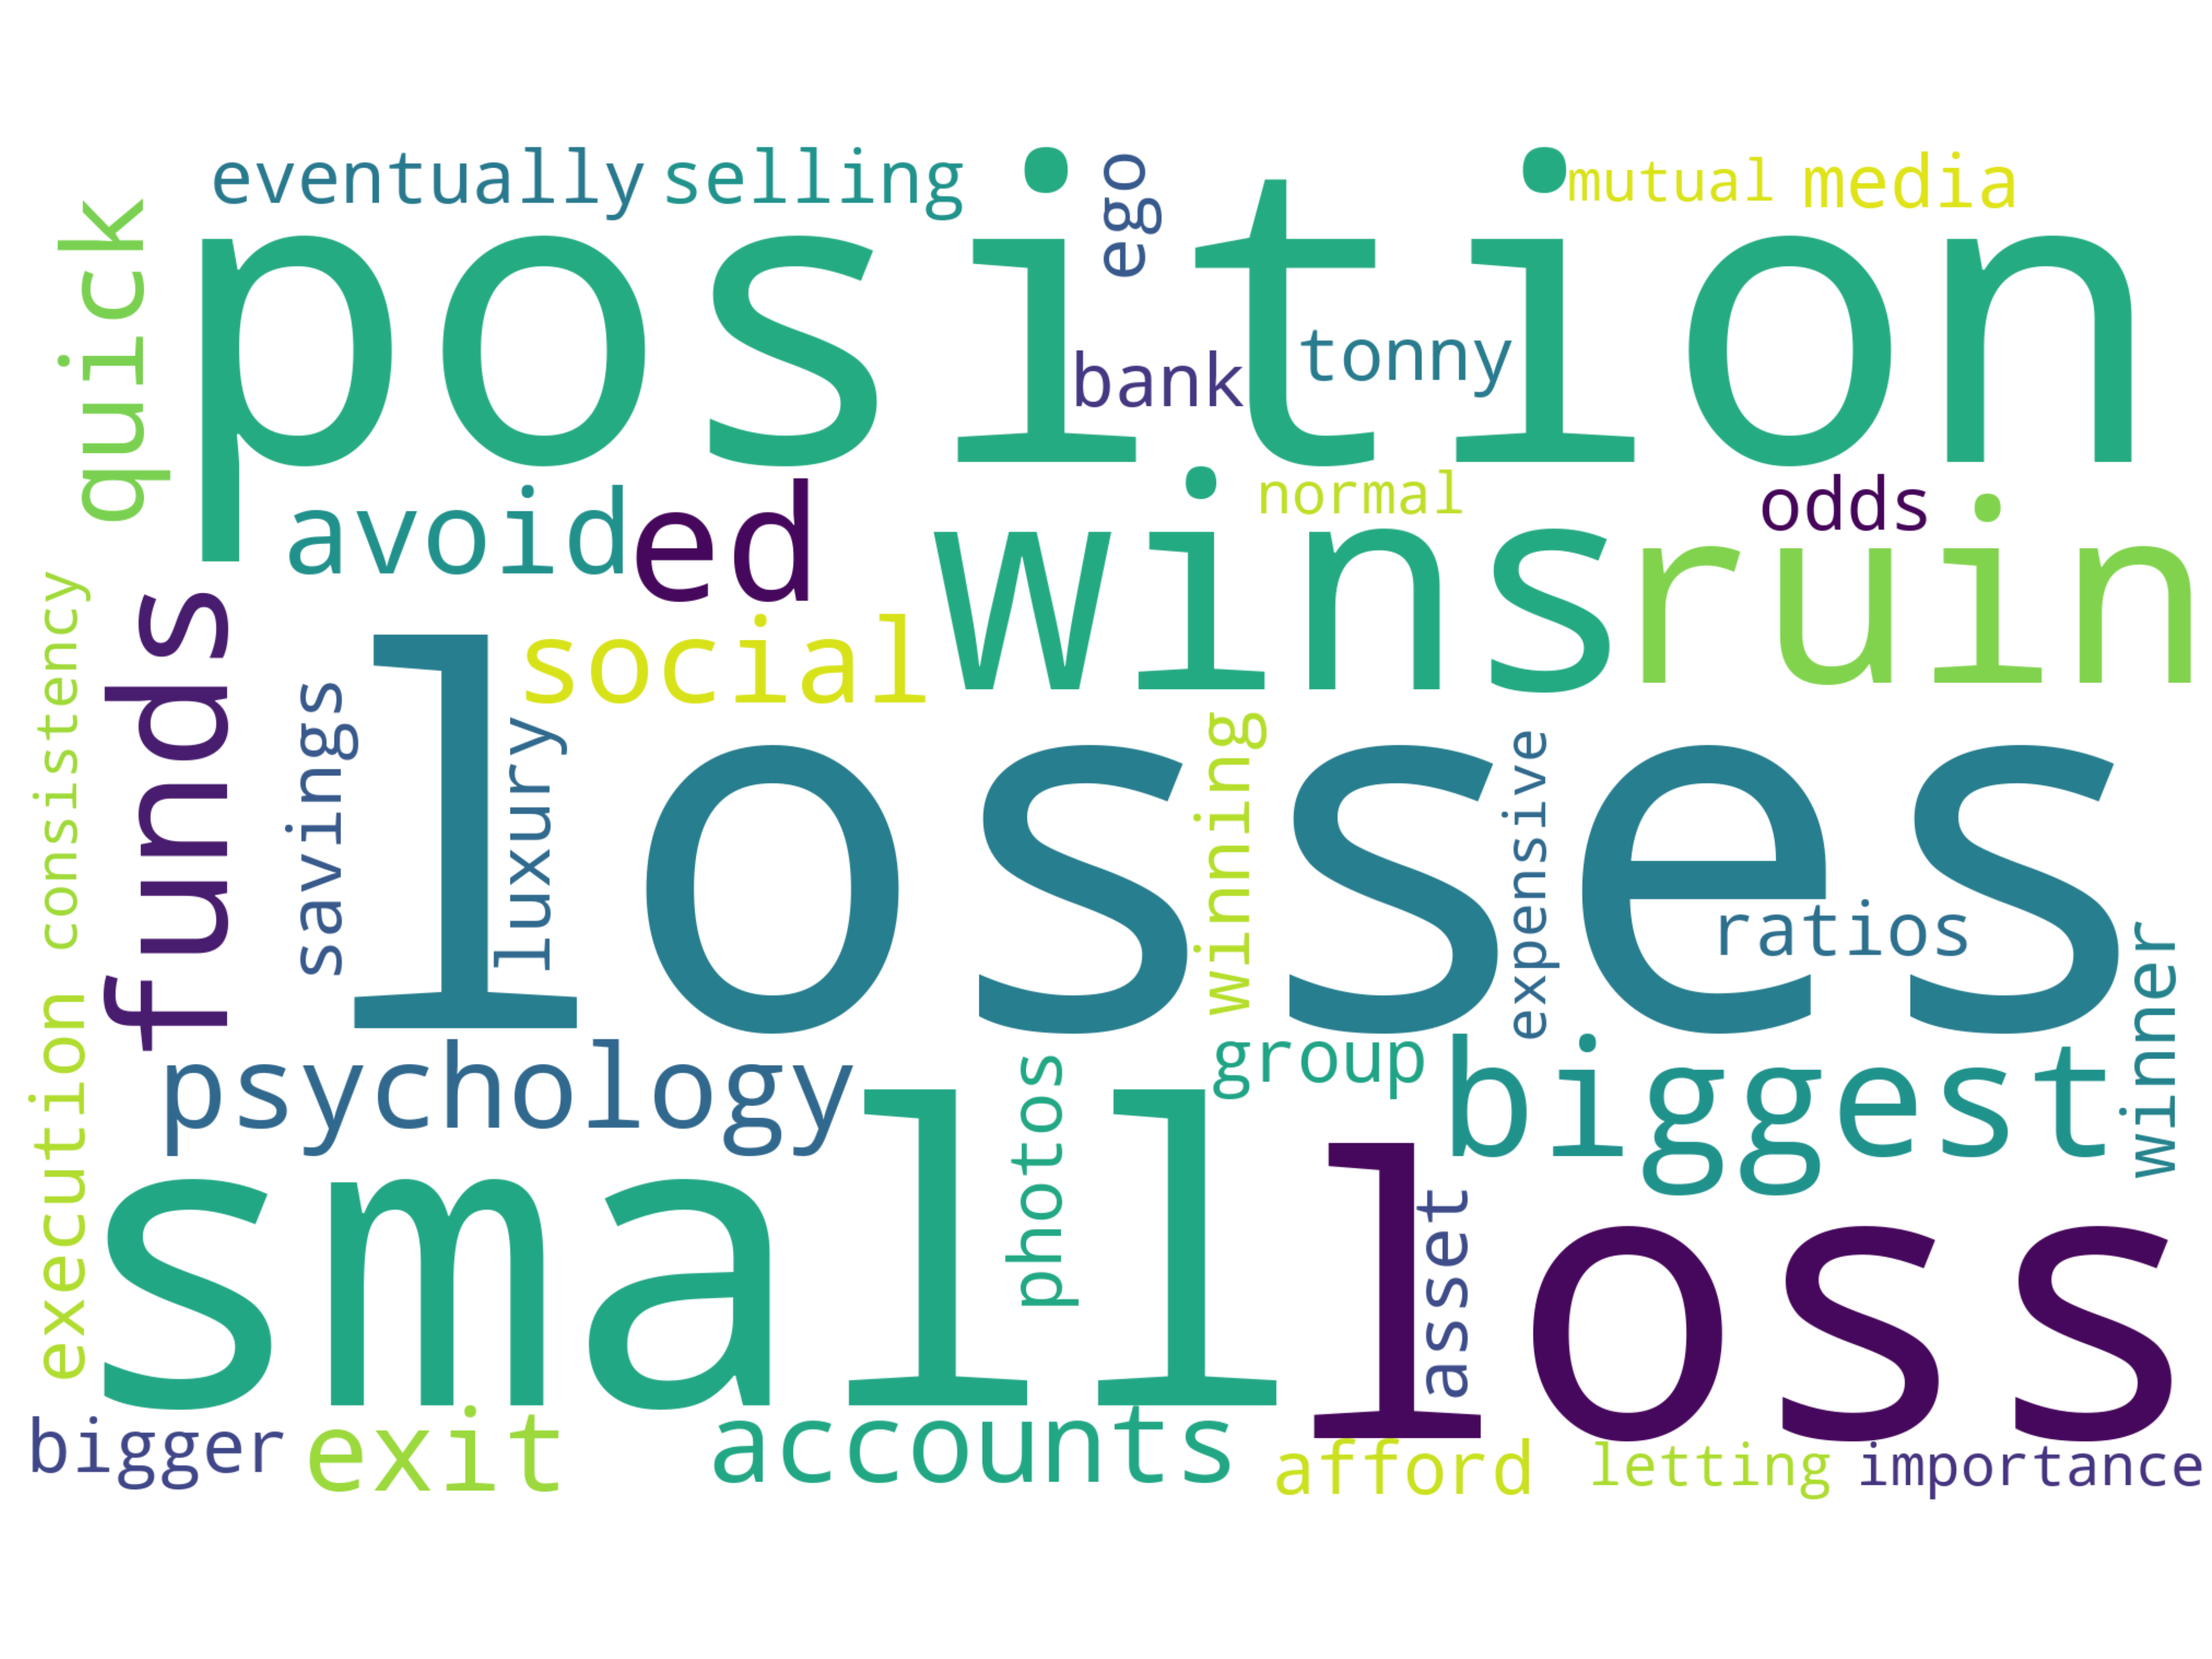 eventually selling
ego
mutual media
quick
position
bank
tonny
avoided
ed
normal
odds
wins
ruin
consistency
funds
social
savings
luxury
losses
winning
expensive
ratios
winner
execution
psychology
photos
group
biggest
small
asset
loss
bigger
exit
accounts
afford
letting
importance